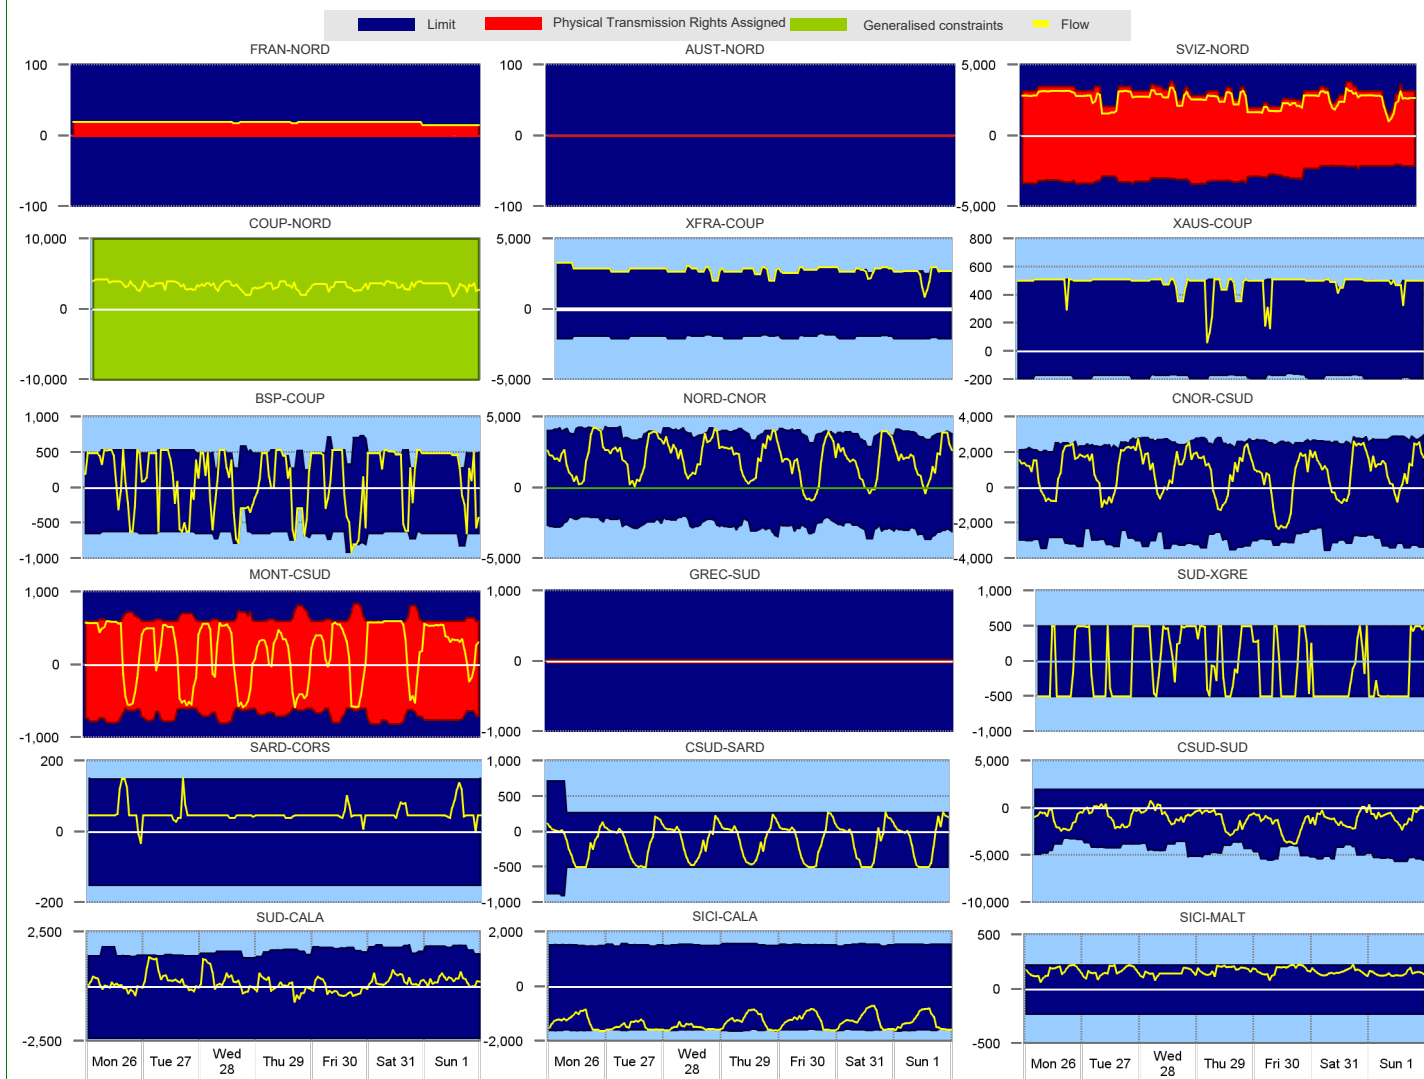 Limit Physical Transmission Rights Assigned Generalised constraints Flow
FRAN-NORD AUST-NORD SVIZ-NORD
100 100 5,000
0 0 0
-100 -100 -5,000
COUP-NORD XFRA-COUP XAUS-COUP
10,000 5,000 800
600
400
0 0 200
0
-10,000 -5,000 -200
BSP-COUP NORD-CNOR CNOR-CSUD
1,000 5,000 4,000
500 2,000
0 0 0
-500 -2,000
-1,000 -5,000 -4,000
MONT-CSUD GREC-SUD SUD-XGRE
1,000 1,000 1,000
500
0 0 0
-500
-1,000 -1,000 -1,000
SARD-CORS CSUD-SARD CSUD-SUD
200 1,000 5,000
500 0
0 0
-500 -5,000
-200 -1,000 -10,000
SUD-CALA SICI-CALA SICI-MALT
2,500 2,000 500
0 0 0
-2,500 -2,000 -500
Mon 26 Tue 27 Wed 28 Thu 29 Fri 30 Sat 31 Sun 1 Mon 26 Tue 27 Wed 28 Thu 29 Fri 30 Sat 31 Sun 1 Mon 26 Tue 27 Wed 28 Thu 29 Fri 30 Sat 31 Sun 1